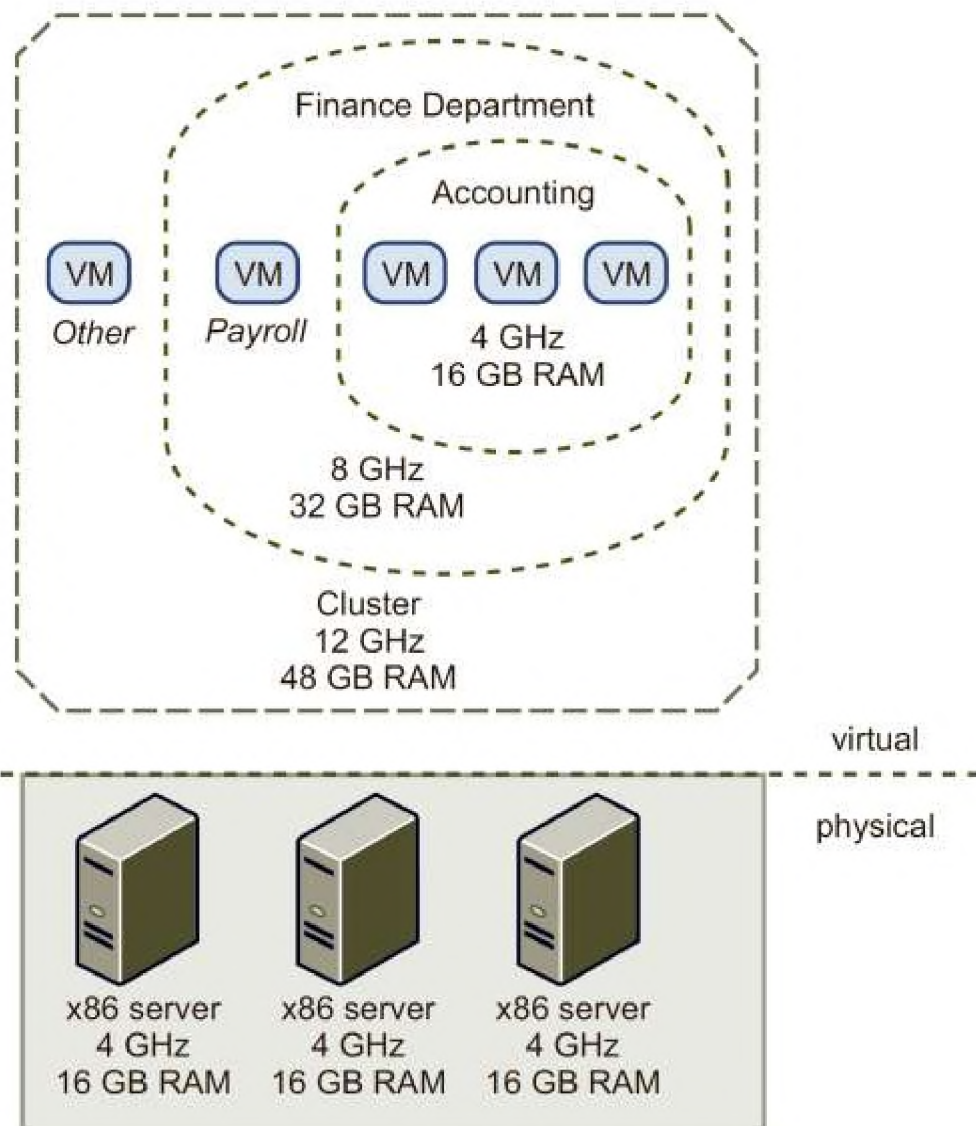 Finance Department
Accounting
VM
VM
VM
VM
VM
Other
Payroll
4 GHz
16 GB RAM
8 GHz
32 GB RAM
Cluster
12 GHz
48 GB RAM
virtual
physical
x86 server
4 GHz
16 GB RAM
x86 server
4 GHz
16 GB RAM
x86 server
4 GHz
16 GB RAM